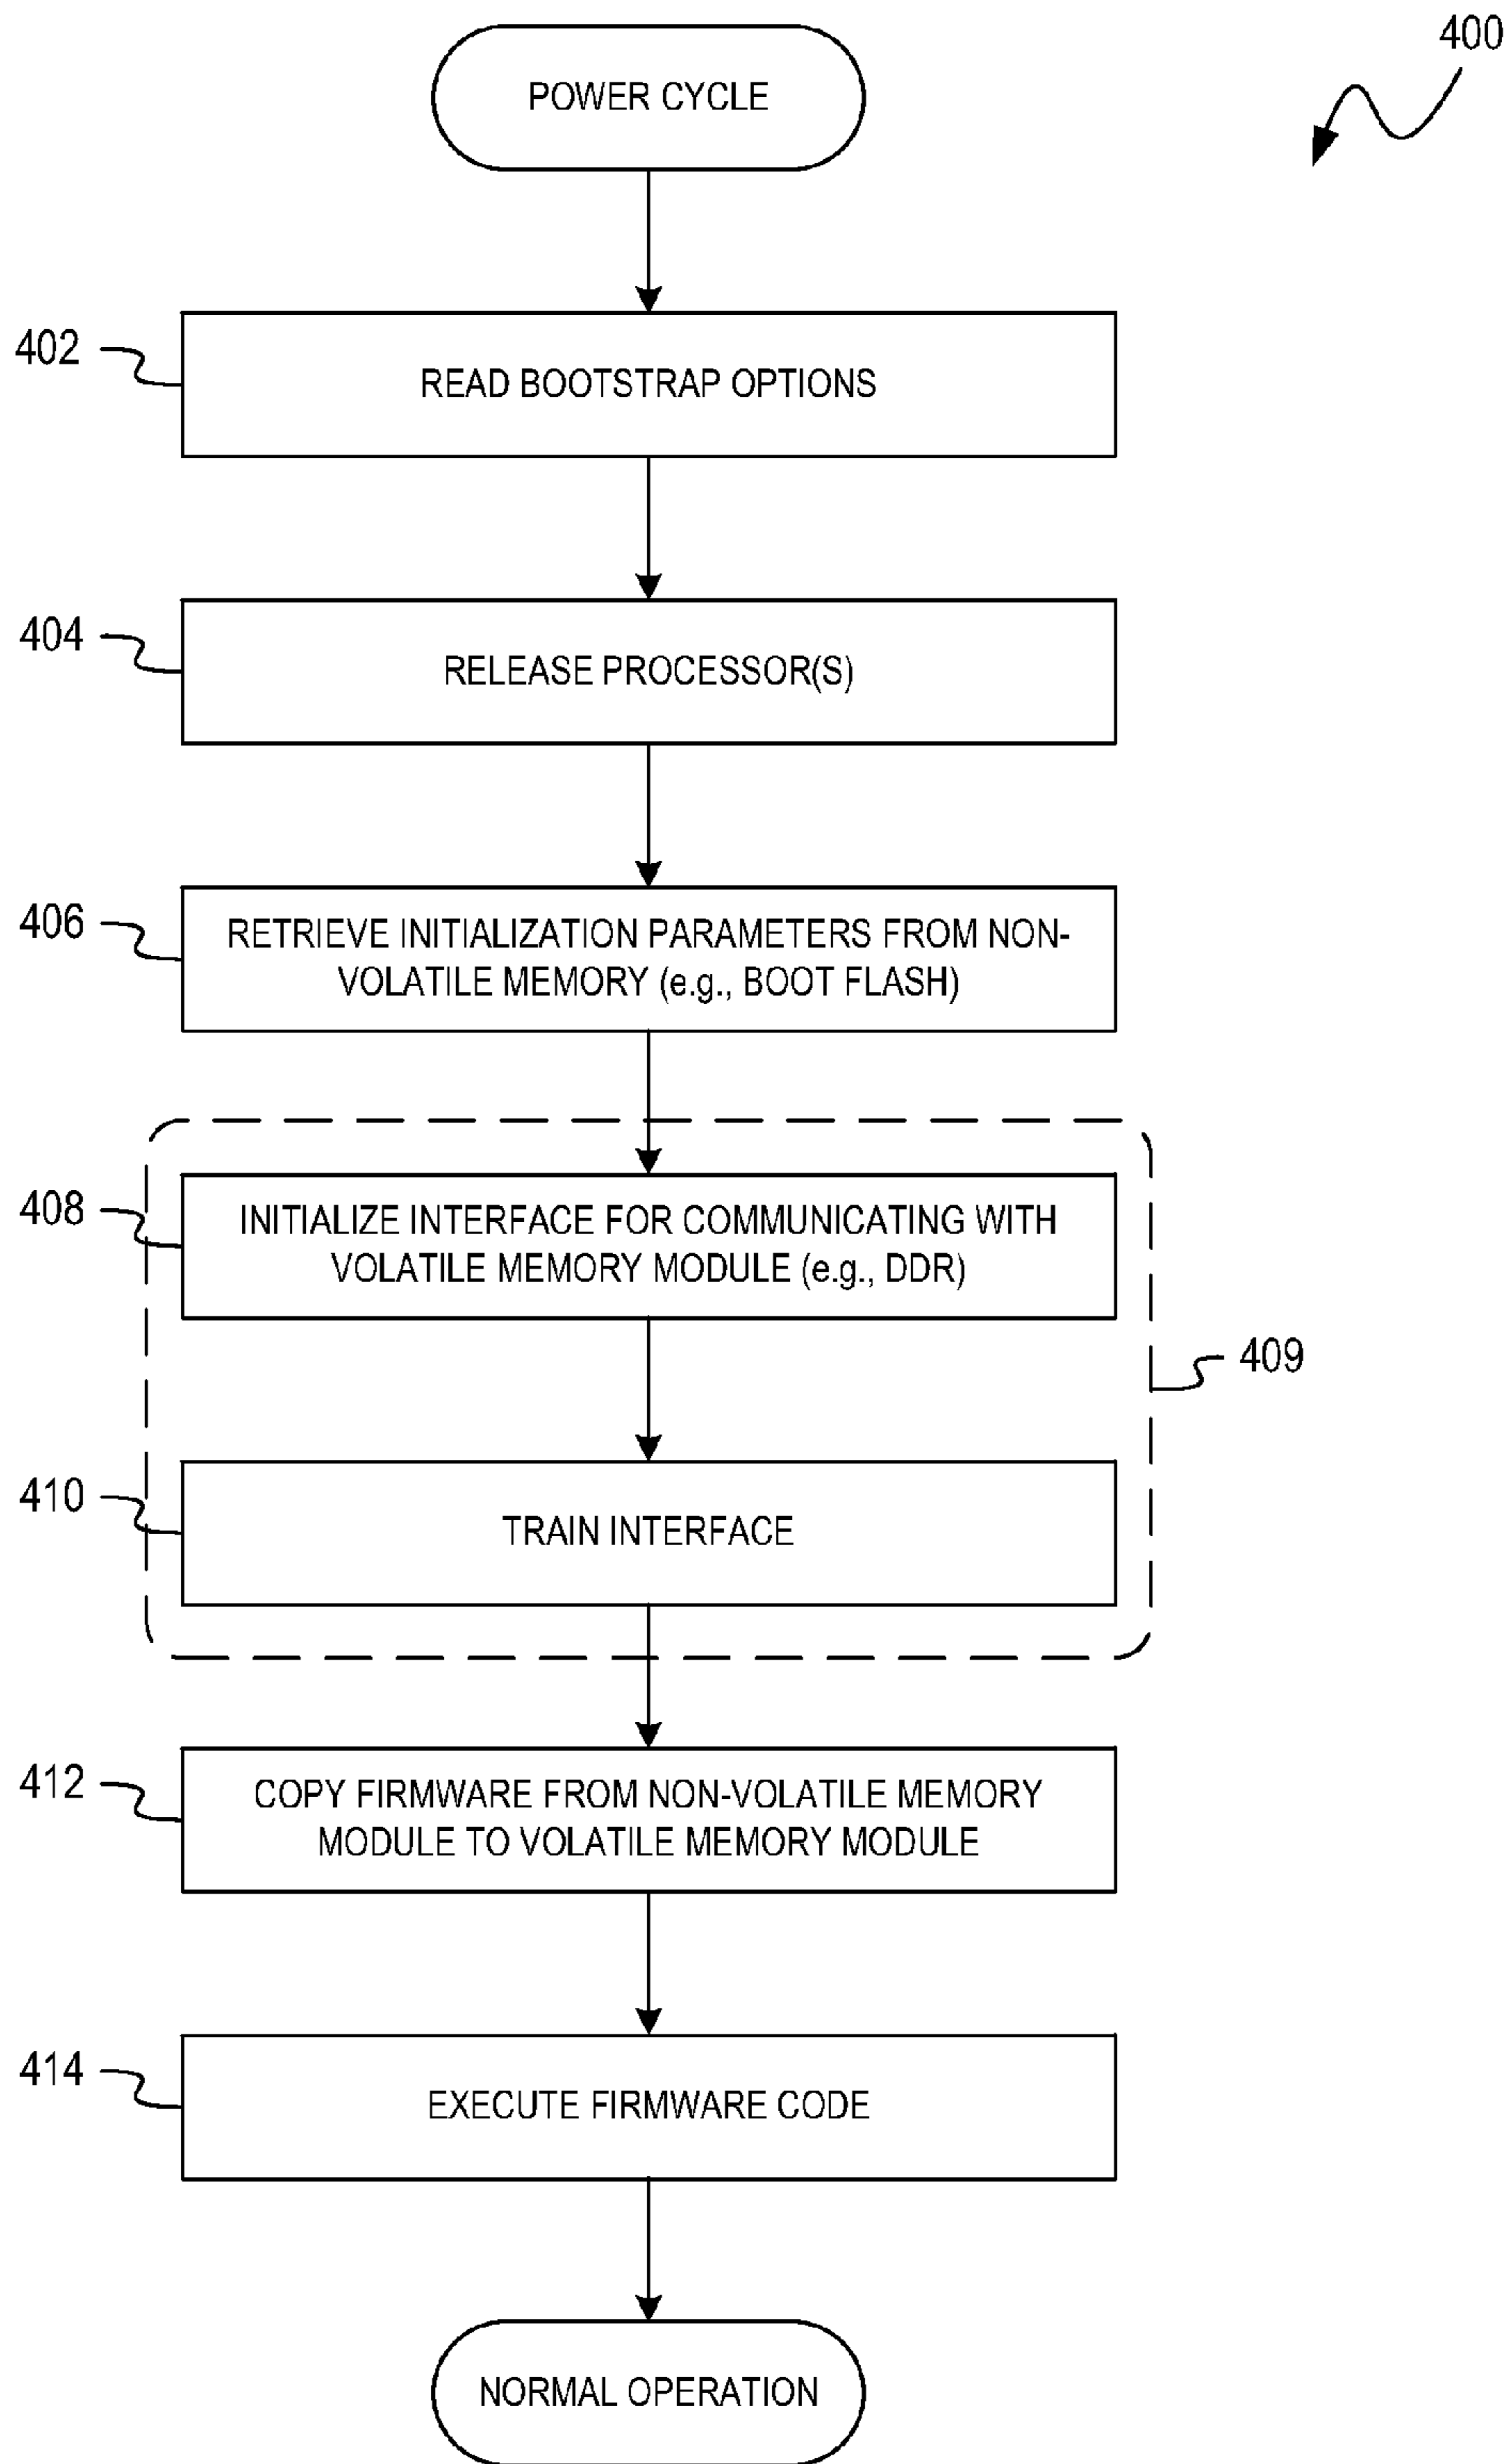 400
POWER CYCLE
402
READ BOOTSTRAP OPTIONS
404
RELEASE PROCESSOR(S)
406
RETRIEVE INITIALIZATION PARAMETERS FROM NON-
VOLATILE MEMORY (e.g., BOOT FLASH)
408
INITIALIZE INTERFACE FOR COMMUNICATING WITH
VOLATILE MEMORY MODULE (e.g., DDR)
409
410
TRAIN INTERFACE
412
COPY FIRMWARE FROM NON-VOLATILE MEMORY
MODULE TO VOLATILE MEMORY MODULE
414
EXECUTE FIRMWARE CODE
NORMAL OPERATION